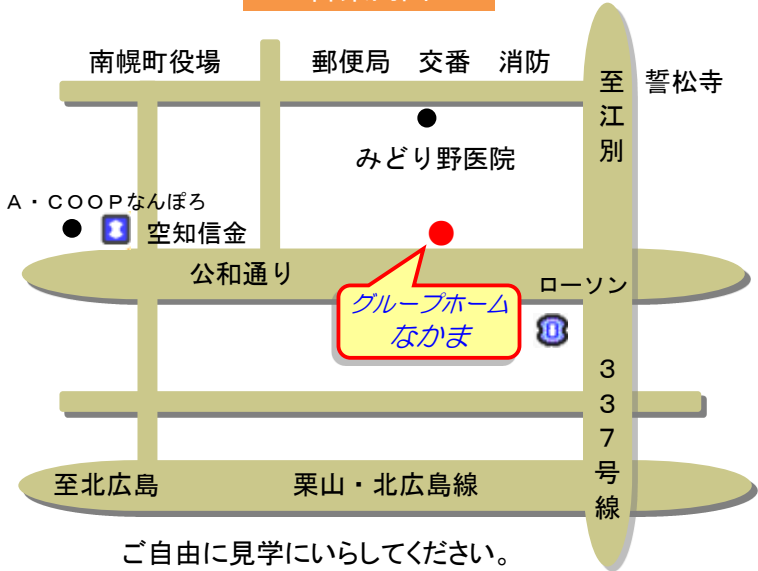 南幌町役場
郵便局 交番 消防
至江別
誓松寺
みどり野医院
A・COOPなんぽろ
空知信金
公和通り
ローソン
グループホーム
なかま
337号線
至北広島
栗山・北広島線
ご自由に見学にいらしてください。